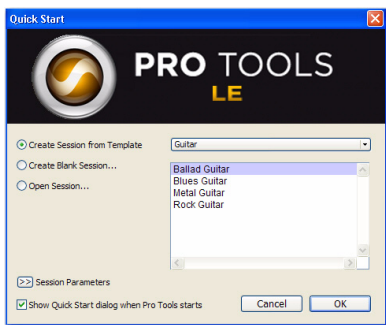 Quick Start
PRO TOOLS
LE
Create Session from Template
Guitar
Create Blank Session...
Open Session...
Ballad Guitar
Blues Guitar
Metal Guitar
Rock Guitar
>> Session Parameters
Show Quick Start dialog when Pro Tools starts
Cancel
OK